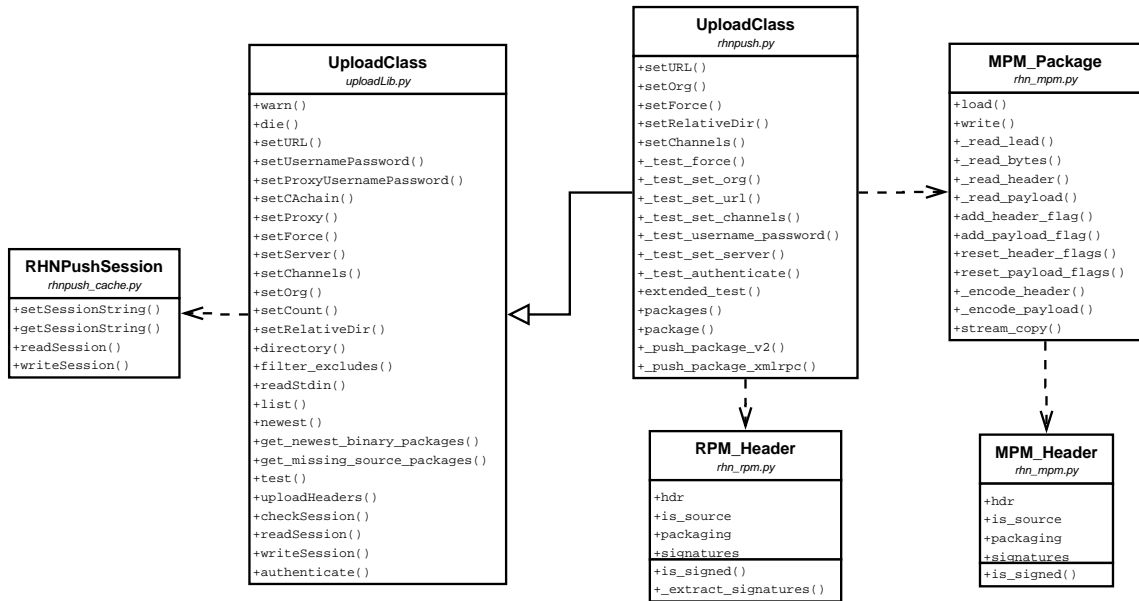 RHNPushSession
rhnpush_cache.py
+setSessionString()
+getSessionString()
+readSession()
+writeSession()
UploadClass
uploadLib.py
+warn()
+die()
+setURL()
+setUsernamePassword()
+setProxyUsernamePassword()
+setCAchain()
+setProxy()
+setForce()
+setServer()
+setChannels()
+setOrg()
+setCount()
+setRelativeDir()
+directory()
+filter_excludes()
+readStdin()
+list()
+newest()
+get_newest_binary_packages()
+get_missing_source_packages()
+test()
+uploadHeaders()
+checkSession()
+readSession()
+writeSession()
+authenticate()
UploadClass
rhnpush.py
+setURL()
+setOrg()
+setForce()
+setRelativeDir()
+setChannels()
+_test_force()
+_test_set_org()
+_test_set_url()
+_test_set_channels()
+_test_username_password()
+_test_set_server()
+_test_authenticate()
+extended_test()
+packages()
+package()
+_push_package_v2()
+_push_package_xmlrpc()
RPM_Header
rhn_rpm.py
+hdr
+is_source
+packaging
+signatures
+is_signed()
+_extract_signatures()
MPM_Package
rhn_mpm.py
+load()
+write()
+_read_lead()
+_read_bytes()
+_read_header()
+_read_payload()
+add_header_flag()
+add_payload_flag()
+reset_header_flags()
+reset_payload_flags()
+_encode_header()
+_encode_payload()
+stream_copy()
MPM_Header
rhn_mpm.py
+hdr
+is_source
+packaging
+signatures
+is_signed()